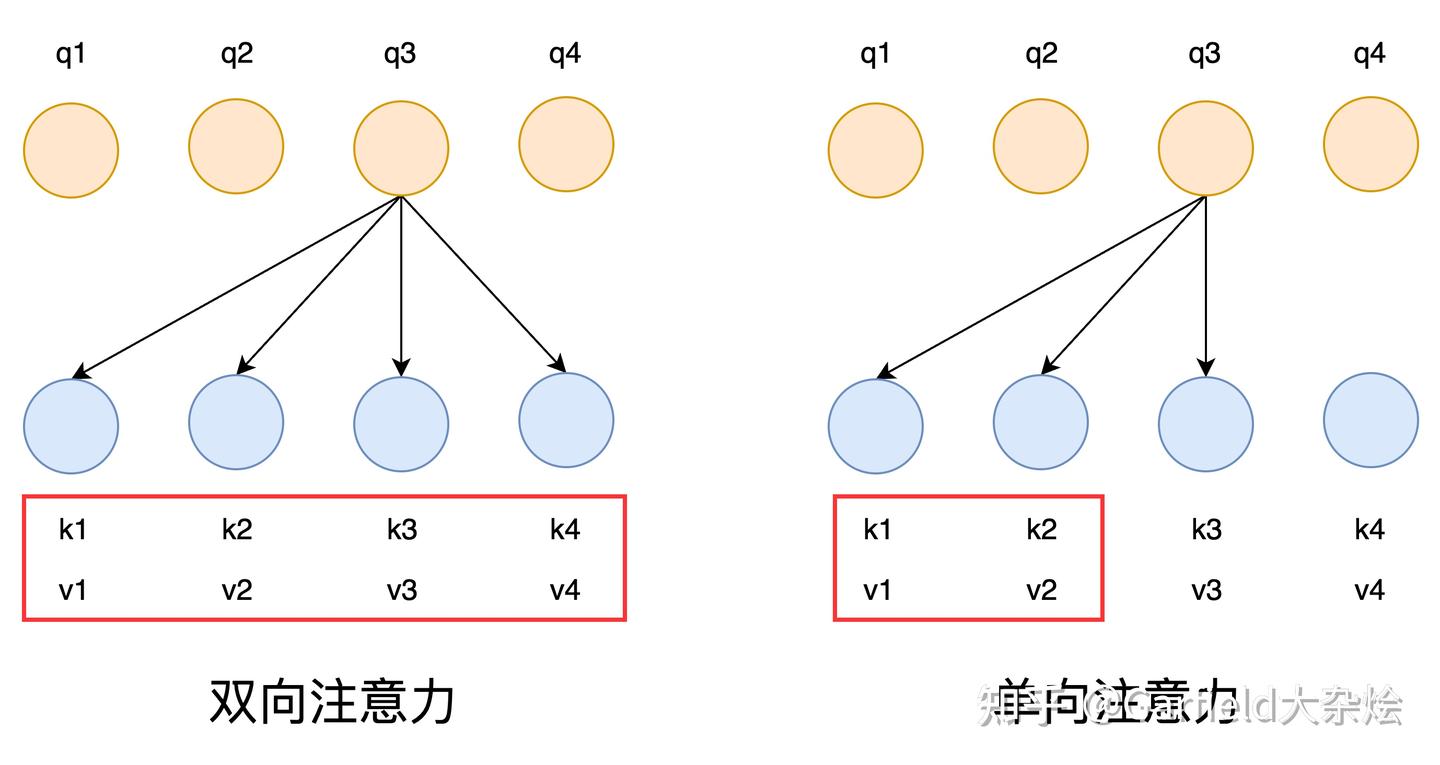 q1 q2 q3 q4 q1 q2 q3 q4
k1 k2 k3 k4 k1 k2 k3 k4
v1 v2 v3 v4 v1 v2 v3 v4
双向注意力 单向注意力
知乎 @Garfield大杂烩